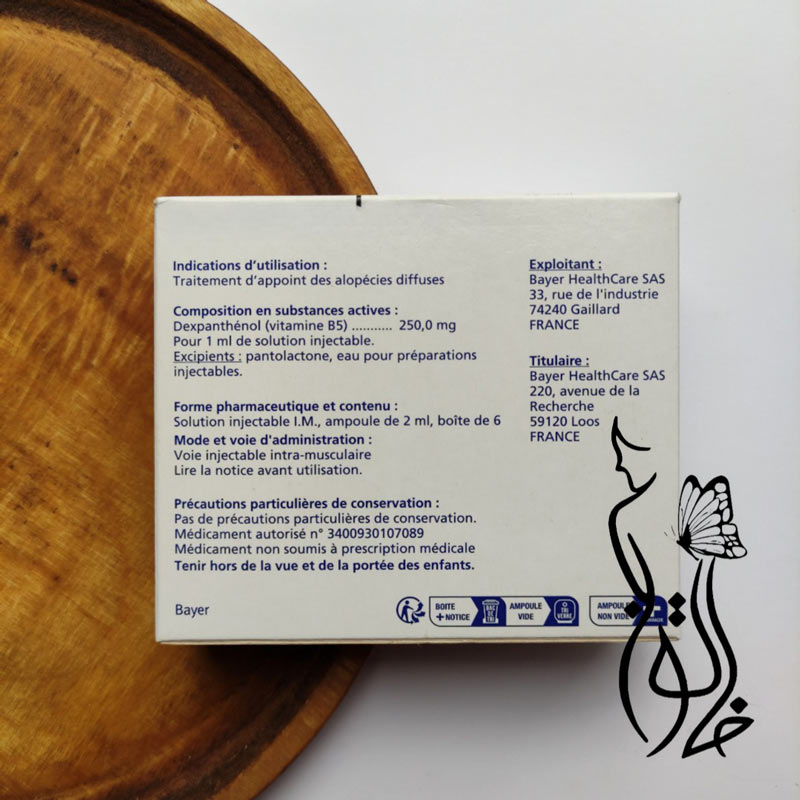 Indications d'utilisation :
Traitement d'appoint des alopécies diffuses
Composition en substances actives :
Dexpanthénol (vitamine B5) ........... 250,0 mg
Pour 1 ml de solution injectable.
Excipients : pantolactone, eau pour préparations
injectables.
Forme pharmaceutique et contenu :
Solution injectable I.M., ampoule de 2 ml, boîte de 6
Mode et voie d'administration :
Voie injectable intra-musculaire
Lire la notice avant utilisation.
Précautions particulières de conservation :
Pas de précautions particulières de conservation.
Médicament autorisé n° 3400930107089
Médicament non soumis à prescription médicale
Tenir hors de la vue et de la portée des enfants.
Bayer
Exploitant :
Bayer HealthCare SAS
33, rue de l'industrie
74240 Gaillard
FRANCE
Titulaire :
Bayer HealthCare SAS
220, avenue de la
Recherche
59120 Loos
FRANCE
BOITE
+ NOTICE
BAC
DE
TRI
AMPOULE
VIDE
TRI
VERRE
AMPOULE
NON VIDE